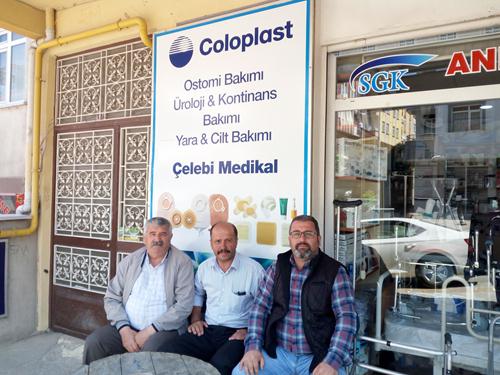 Coloplast
Ostomi Bakımı
Üroloji & Kontinans
Bakımı
Yara & Cilt Bakımı
Çelebi Medikal
SGK
AN